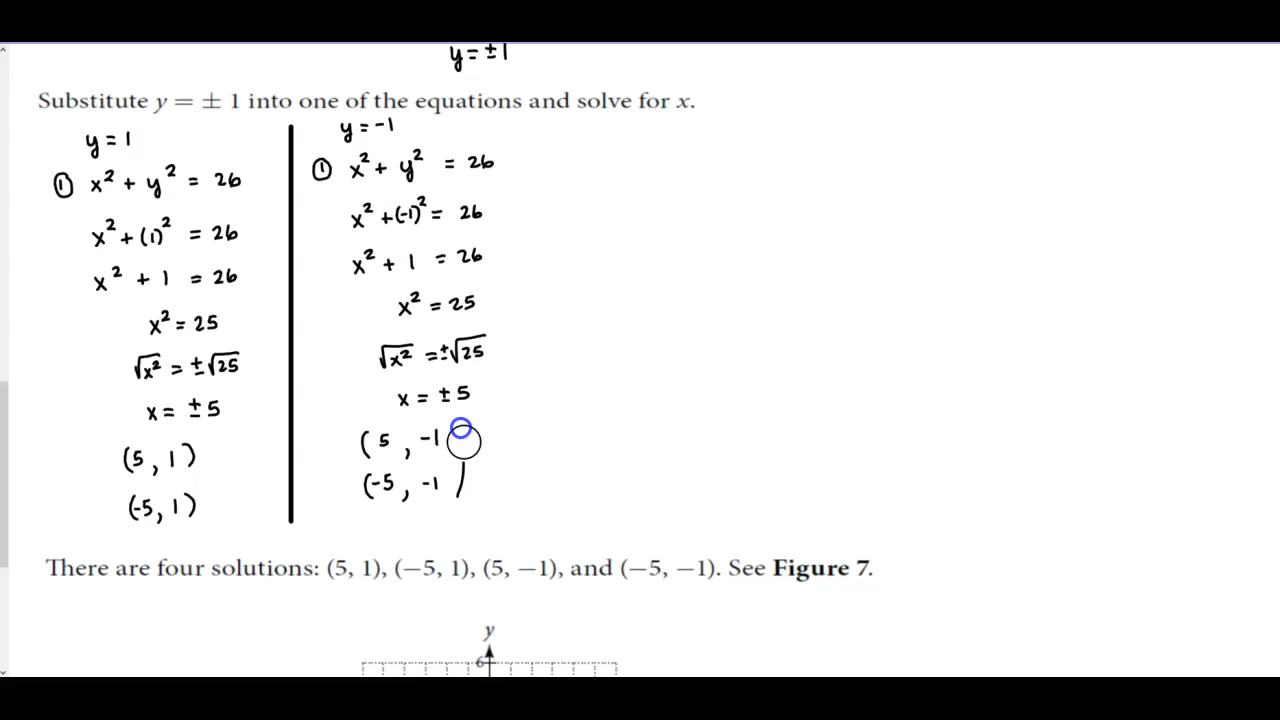 y = ±1
Substitute y = ± 1 into one of the equations and solve for x.
y = 1
① x² + y² = 26
x² + (1)² = 26
x² + 1 = 26
x² = 25
√x² = ±√25
x = ±5
(5, 1)
(-5, 1)
y = -1
① x² + y² = 26
x² + (-1)² = 26
x² + 1 = 26
x² = 25
√x² = ±√25
x = ±5
(5, -1
(-5, -1)
There are four solutions: (5, 1), (−5, 1), (5, −1), and (−5, −1). See Figure 7.
y
6